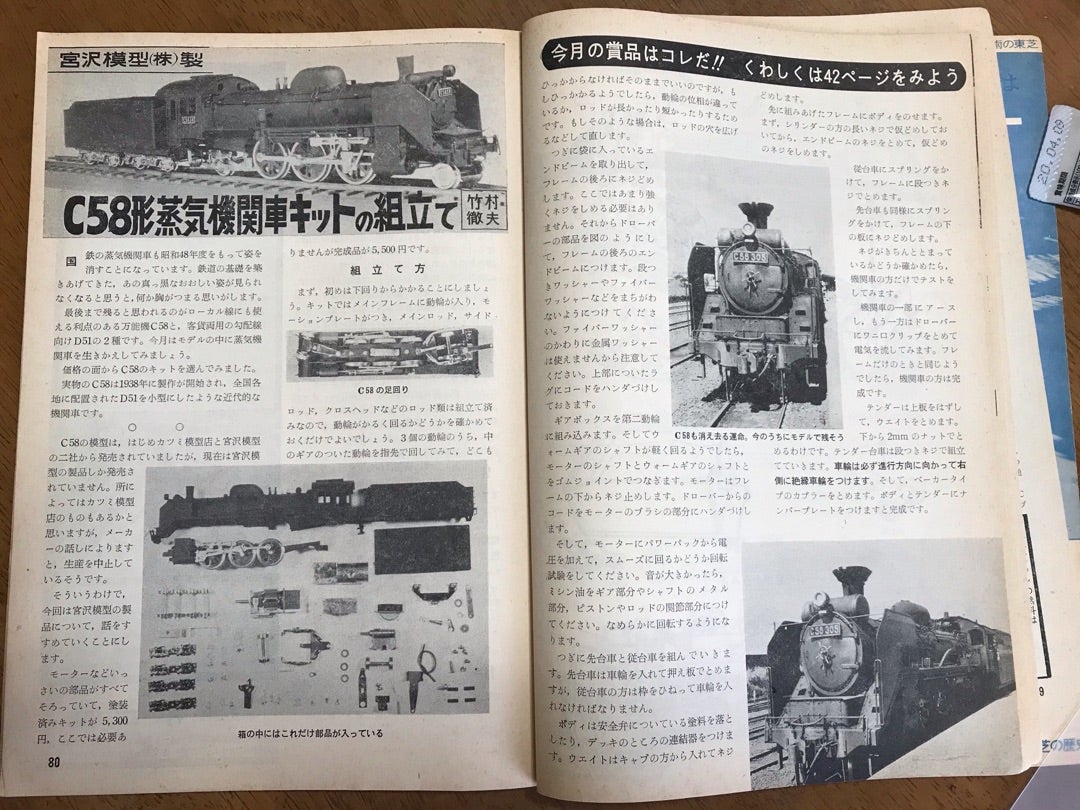 宮沢模型(株)製
C58形蒸気機関車キットの組立て
竹村徹夫
国鉄の蒸気機関車も昭和48年度をもって姿を
消すことになっています。鉄道の基礎を築
きあげてきた，あの真っ黒なおおしい姿が見られ
なくなると思うと，何か胸がつまる思いがします。
最後まで残ると思われるのがローカル線にも使
える利点のある万能機C58と，客貨両用の勾配線
向けD51の2種です。今月はモデルの中に蒸気機
関車を生きかえしてみましょう。
価格の面からC58のキットを選んでみました。
実物のC58は1938年に製作が開始され，全国各
地に配置されたD51を小型にしたような近代的な
機関車です。
○　○
C58の模型は，はじめカツミ模型店と宮沢模型
の二社から発売されていましたが，現在は宮沢模
型の製品しか発売さ
れていません。所に
よってはカツミ模型
店のものもあるかと
思いますが，メーカ
ーの話しによります
と，生産を中止して
いるそうです。
そういうわけで，
今回は宮沢模型の製
品について，話をす
すめていくことにし
ます。
モーターなどいっ
さいの部品がすべて
そろっていて，塗装
済みキットが5,300
円，ここでは必要あ
りませんが完成品が5,500円です。
組立て方
まず，初めは下回りからかかることにしましょ
う。キットではメインフレームに動輪が入り，モ
ーションプレートがつき，メインロッド，サイド
C58の足回り
ロッド，クロスヘッドなどのロッド類は組立て済
みなので，動輪がかるく回るかどうかを確かめて
おくだけでよいでしょう。3個の動輪のうち，中
のギアのついた動輪を指先で回してみて，どこも
箱の中にはこれだけ部品が入っている
80
今月の賞品はコレだ!!　くわしくは42ページをみよう
ひっかからなければそのままでいいのですが，も
しひっかかるようでしたら，動輪の位相が違って
いるか，ロッドが長かったり短かったりするため
です。もしそのような場合は，ロッドの穴を広げ
るなどして直します。
つぎに袋に入っているエ
ンドビームを取り出して，
フレームの後ろにネジどめ
します。ここではあまり強
くネジをしめる必要はあり
ません。それからドローバ
ーの部品を図のようにし
て，フレームの後ろのエン
ドビームにつけます。段つ
きワッシャーやファイバー
ワッシャーなどをまちがわ
ないようにつけてくださ
い。ファイバーワッシャー
のかわりに金属ワッシャー
は使えませんから注意して
ください。上部についたラ
グにコードをハンダづけし
ておきます。
ギアボックスを第二動輪
に組み込みます。そしてウ
ォームギアのシャフトが軽く回るようでしたら，
モーターのシャフトとウォームギアのシャフトと
をゴムジョイントでつなぎます。モーターはフレ
ームの下からネジ止めします。ドローバーからの
コードをモーターのブラシの部分にハンダづけし
ます。
そして，モーターにパワーパックから電
圧を加えて，スムーズに回るかどうか回転
試験をしてください。音が大きかったら，
ミシン油をギア部分やシャフトのメタル
部分，ピストンやロッドの関節部分につけ
てください。なめらかに回転するようにな
ります。
つぎに先台車と従台車を組んでいきま
す。先台車は車輪を入れて押え板でとめま
すが，従台車の方は枠をひねって車輪を入
れなければなりません。
ボディは安全弁についている塗料を落と
したり，デッキのところの連結器をつけま
す。ウエイトはキャブの方から入れてネジ
どめします。
先に組みあげたフレームにボディをのせます。
まず，シリンダーの方の長いネジで仮どめしてお
いてから，エンドビームのネジをとめて，仮どめ
のネジをしめます。
従台車にスプリングをか
けて，フレームに段つきネ
ジでとめます。
先台車も同様にスプリン
グをかけて，フレームの下
の板にネジどめします。
ネジがきちんととまって
いるかどうか確かめたら，
機関車の方だけでテストを
してみます。
機関車の一部にアース
し，もう一方はドローバー
にワニロクリップをとめて
電気を流してみます。フレ
ームだけのときと同じよう
でしたら，機関車の方は完
成です。
テンダーは上板をはずし
て，ウエイトをとめます。
下から2mmのナットでと
めるわけです。テンダー台車は段つきネジで組立
てていきます。車輪は必ず進行方向に向かって右
側に絶縁車輪をつけます。そして，ベーカータイ
プのカプラーをとめます。ボディとテンダーにナ
ンバープレートをつけますと完成です。
C58 305
C58も消え去る運命。今のうちにモデルで残そう
C58 305
術の東芝
は
20.04.09
賞味期限
9
芝の歴史